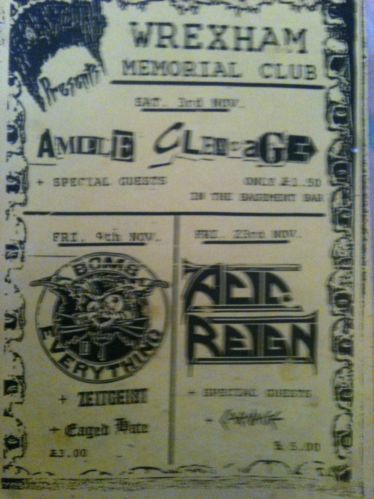 Presents
WREXHAM
MEMORIAL CLUB
SAT. 3rd NOV.
AMPLE CLEAVAGE
+ SPECIAL GUESTS
ONLY £1.50
IN THE BASEMENT BAR
FRI. 9th NOV.
BOMB
EVERYTHING
+ ZEITGEIST
+ Caged Hate
£3.00
FRI. 23rd NOV.
ACID
REIGN
+ SPECIAL GUESTS
+
£5.00